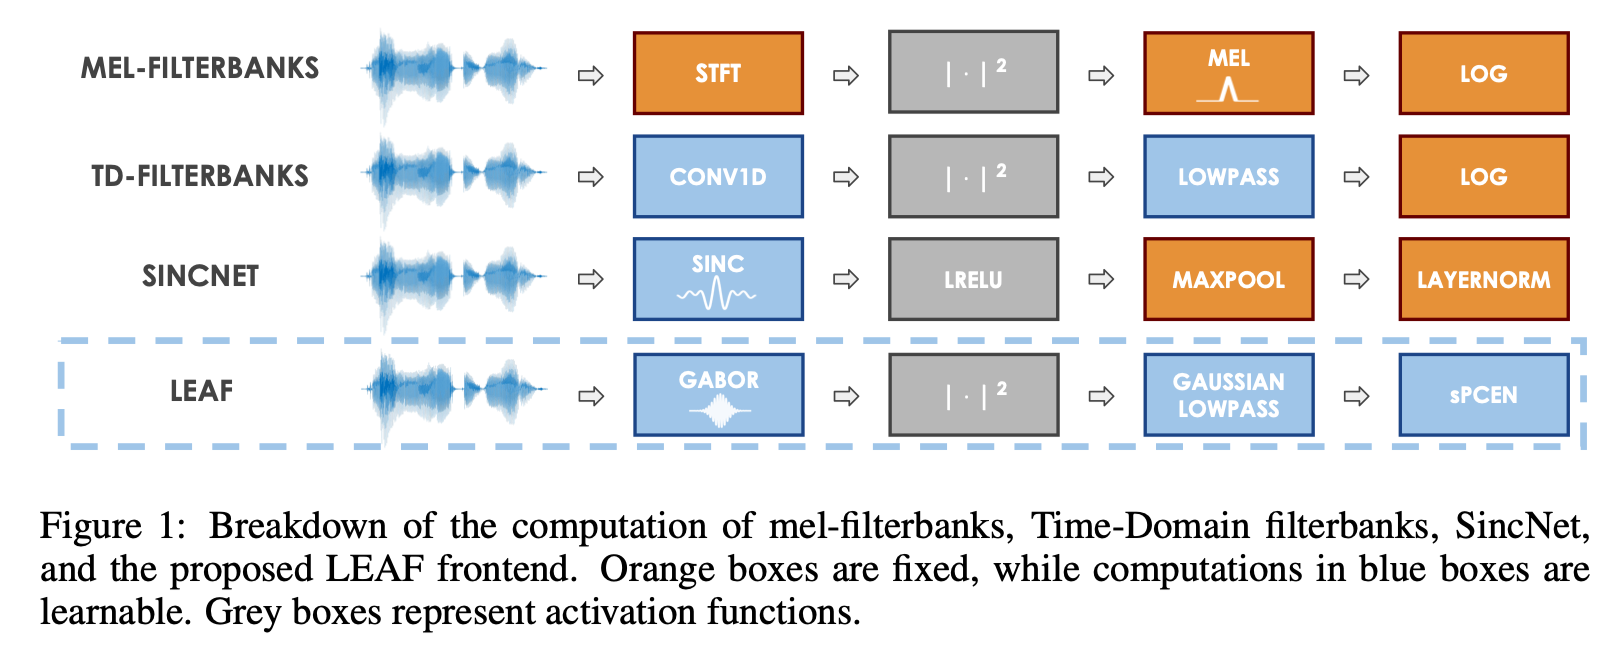 MEL-FILTERBANKS STFT | · | ² MEL LOG
TD-FILTERBANKS CONV1D | · | ² LOWPASS LOG
SINCNET SINC LRELU MAXPOOL LAYERNORM
LEAF GABOR | · | ² GAUSSIAN LOWPASS sPCEN
Figure 1: Breakdown of the computation of mel-filterbanks, Time-Domain filterbanks, SincNet,
and the proposed LEAF frontend. Orange boxes are fixed, while computations in blue boxes are
learnable. Grey boxes represent activation functions.